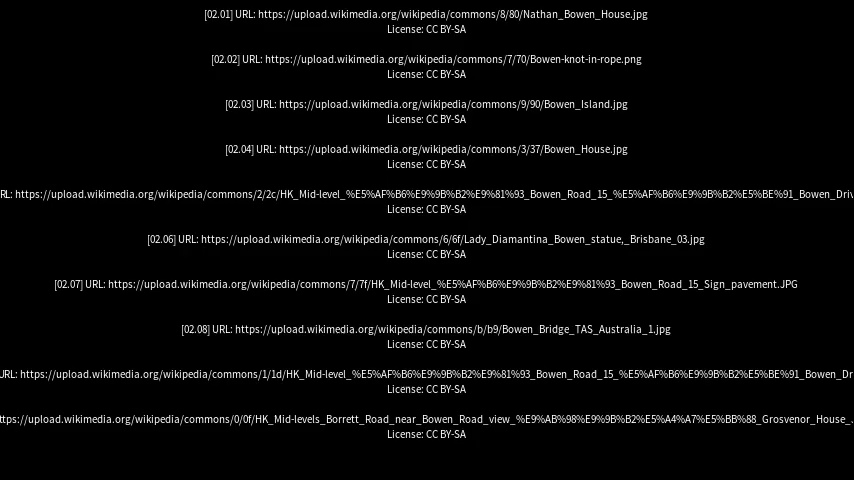 [02.01] URL: https://upload.wikimedia.org/wikipedia/commons/8/80/Nathan_Bowen_House.jpg
License: CC BY-SA
[02.02] URL: https://upload.wikimedia.org/wikipedia/commons/7/70/Bowen-knot-in-rope.png
License: CC BY-SA
[02.03] URL: https://upload.wikimedia.org/wikipedia/commons/9/90/Bowen_Island.jpg
License: CC BY-SA
[02.04] URL: https://upload.wikimedia.org/wikipedia/commons/3/37/Bowen_House.jpg
License: CC BY-SA
RL: https://upload.wikimedia.org/wikipedia/commons/2/2c/HK_Mid-level_%E5%AF%B6%E9%9B%B2%E9%81%93_Bowen_Road_15_%E5%AF%B6%E9%9B%B2%E5%BE%91_Bowen_Driv
License: CC BY-SA
[02.06] URL: https://upload.wikimedia.org/wikipedia/commons/6/6f/Lady_Diamantina_Bowen_statue,_Brisbane_03.jpg
License: CC BY-SA
[02.07] URL: https://upload.wikimedia.org/wikipedia/commons/7/7f/HK_Mid-level_%E5%AF%B6%E9%9B%B2%E9%81%93_Bowen_Road_15_Sign_pavement.JPG
License: CC BY-SA
[02.08] URL: https://upload.wikimedia.org/wikipedia/commons/b/b9/Bowen_Bridge_TAS_Australia_1.jpg
License: CC BY-SA
URL: https://upload.wikimedia.org/wikipedia/commons/1/1d/HK_Mid-level_%E5%AF%B6%E9%9B%B2%E9%81%93_Bowen_Road_15_%E5%AF%B6%E9%9B%B2%E5%BE%91_Bowen_Dr
License: CC BY-SA
ttps://upload.wikimedia.org/wikipedia/commons/0/0f/HK_Mid-levels_Borrett_Road_near_Bowen_Road_view_%E9%AB%98%E9%9B%B2%E5%A4%A7%E5%BB%88_Grosvenor_House_.
License: CC BY-SA